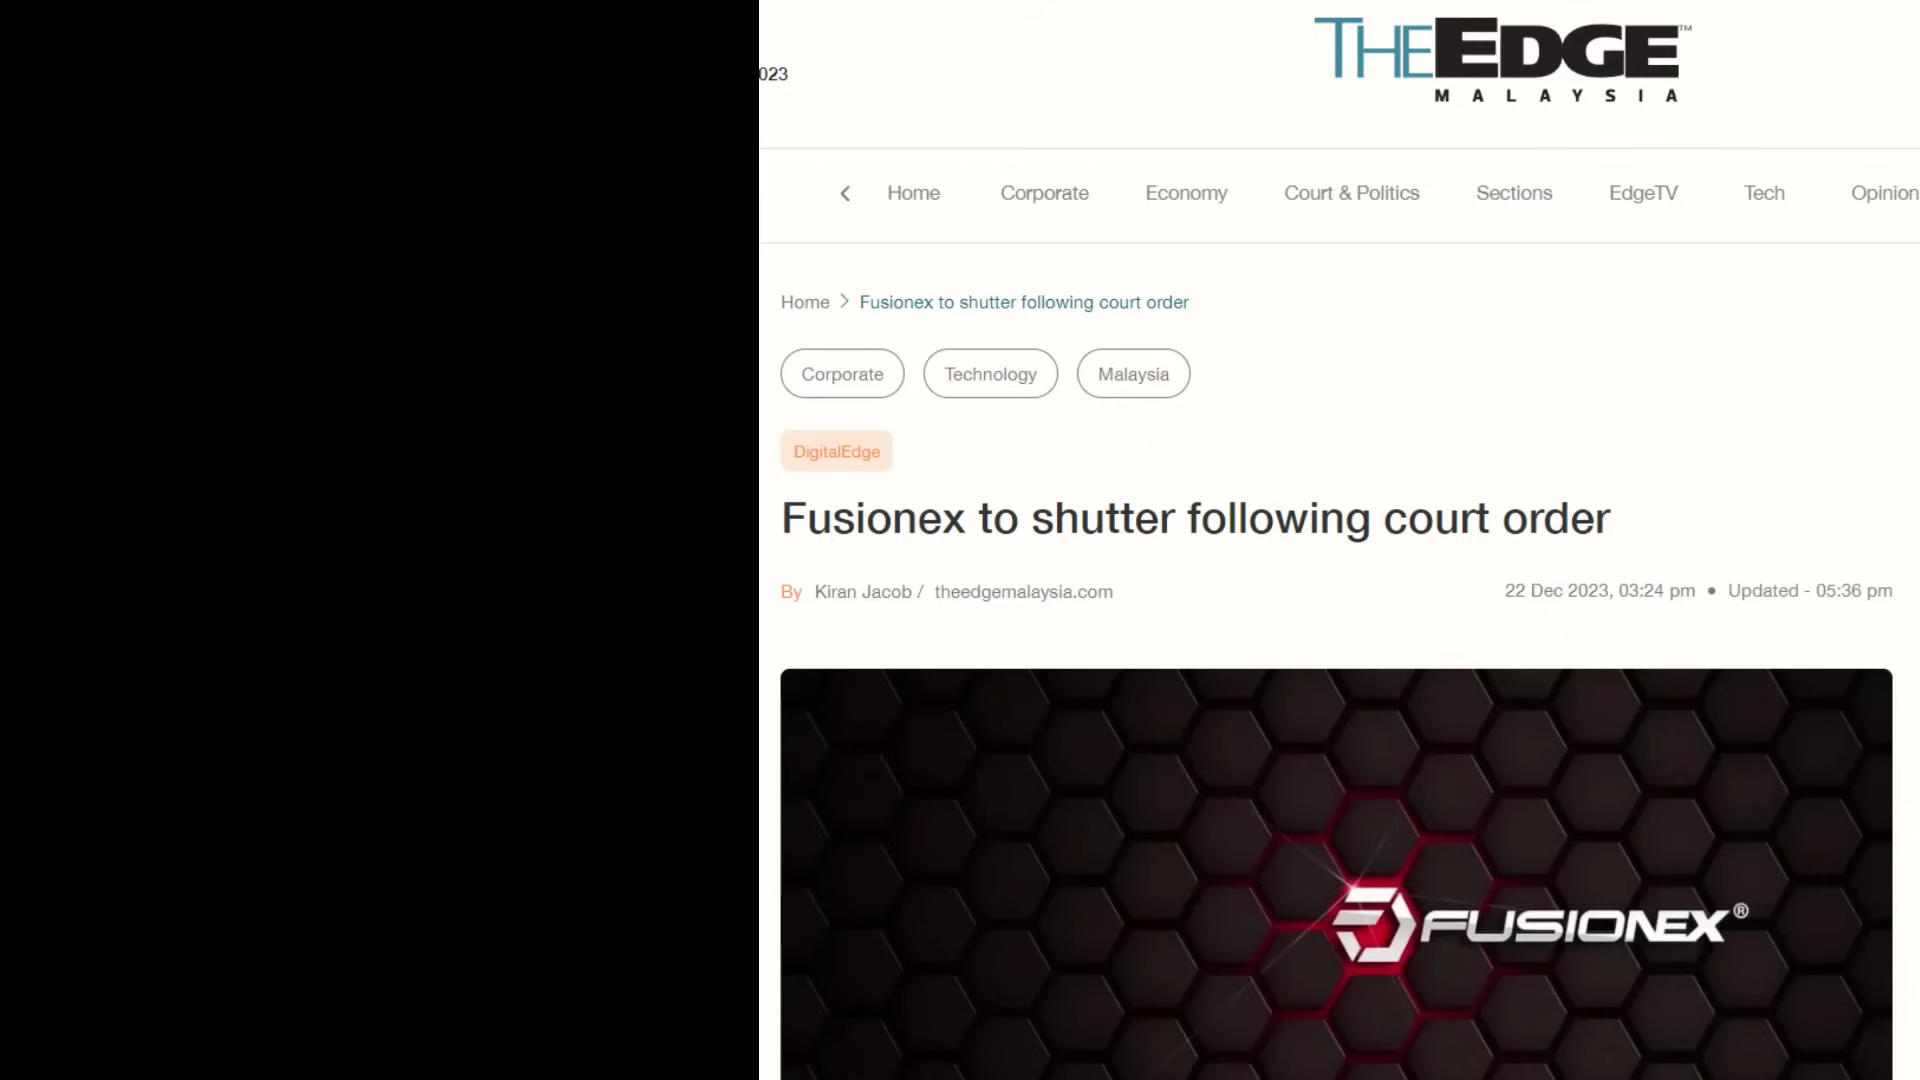 THEEDGE™
MALAYSIA
023
Home Corporate Economy Court & Politics Sections EdgeTV Tech Opinion
Home > Fusionex to shutter following court order
Corporate Technology Malaysia
DigitalEdge
Fusionex to shutter following court order
By Kiran Jacob / theedgemalaysia.com 22 Dec 2023, 03:24 pm • Updated - 05:36 pm
FUSIONEX®